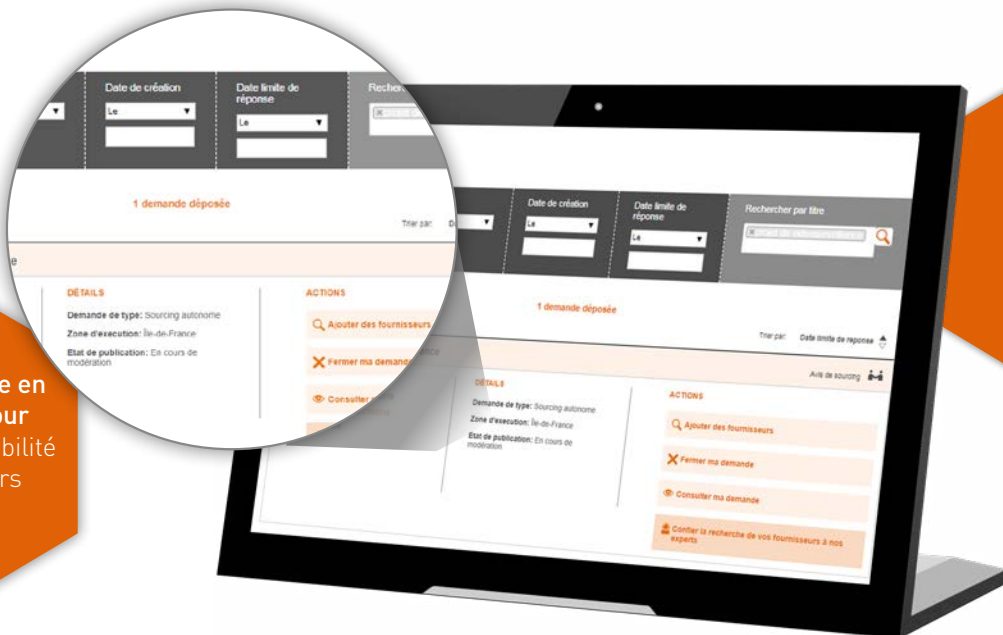 Date de création
Date limite de
réponse
Recher
Le
Le
1 demande déposée
Trier par:
e
DÉTAILS
Demande de type: Sourcing autonome
Zone d'execution: Île-de-France
Etat de publication: En cours de
modération
ACTIONS
Ajouter des fournisseurs
Fermer ma demande
Consulter
e en
our
bilité
rs
Date de création
Date limite de
réponse
Rechercher par titre
Le
Le
1 demande déposée
Trier par: Date limite de reponse
Avis de sourcing
DÉTAILS
Demande de type: Sourcing autonome
Zone d'execution: Île-de-France
Etat de publication: En cours de
modération
ACTIONS
Ajouter des fournisseurs
Fermer ma demande
Consulter ma demande
Confier la recherche de vos fournisseurs à nos
experts